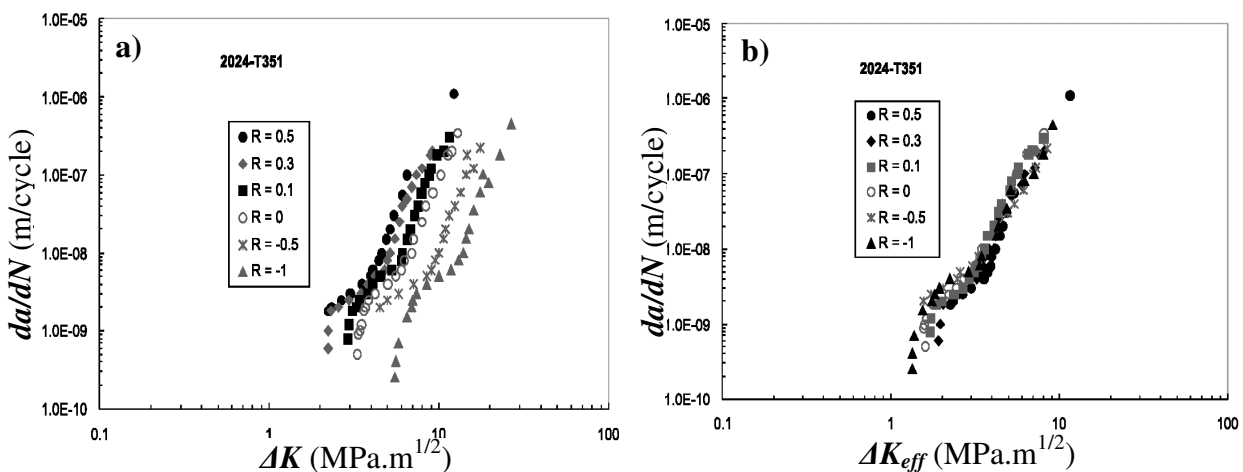 a)
2024-T351
R = 0.5
R = 0.3
R = 0.1
R = 0
R = -0.5
R = -1
da/dN (m/cycle)
1.0E-05
1.0E-06
1.0E-07
1.0E-08
1.0E-09
1.0E-10
0.1
1
10
100
ΔK (MPa.m^1/2)
b)
2024-T351
R = 0.5
R = 0.3
R = 0.1
R = 0
R = -0.5
R = -1
da/dN (m/cycle)
1.0E-05
1.0E-06
1.0E-07
1.0E-08
1.0E-09
1.0E-10
0.1
1
10
100
ΔKeff (MPa.m^1/2)